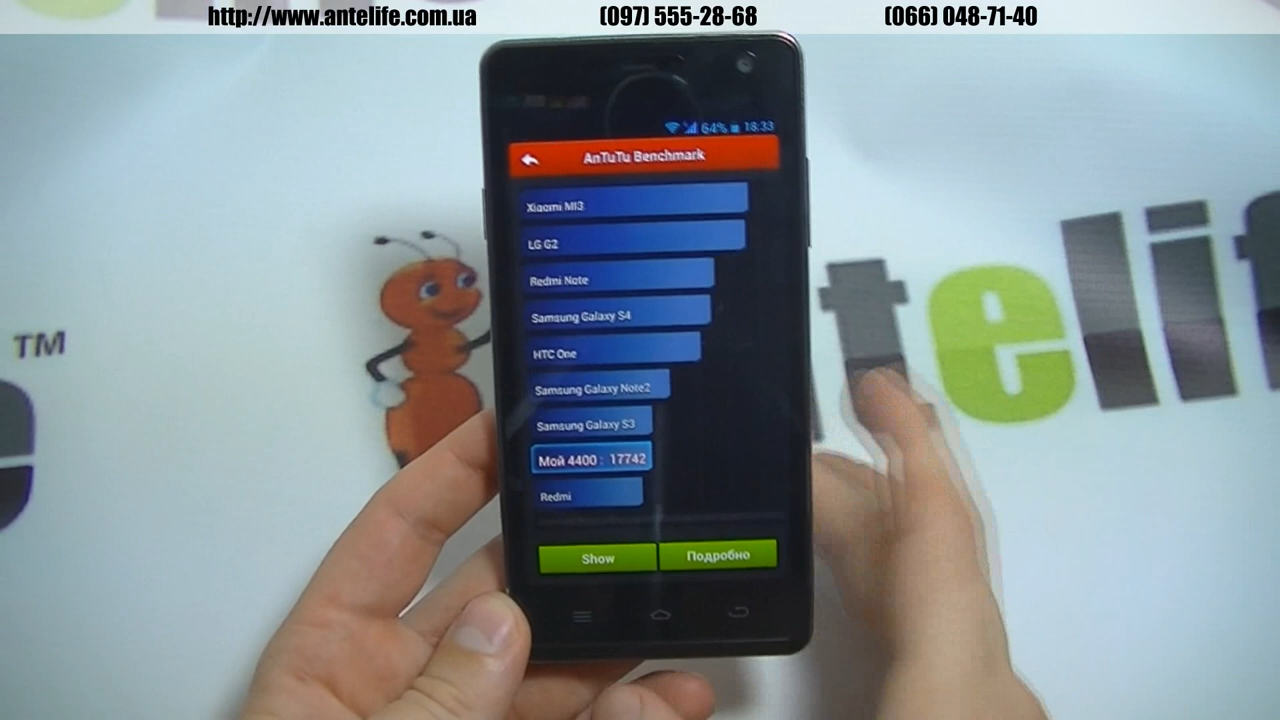 http://www.antelife.com.ua (097) 555-28-68 (066) 048-71-40
64% 18:33
AnTuTu Benchmark
Xiaomi MI3
LG G2
Redmi Note
Samsung Galaxy S4
HTC One
Samsung Galaxy Note2
Samsung Galaxy S3
Мой 4400 : 17742
Redmi
Show Подробно
TM
telif